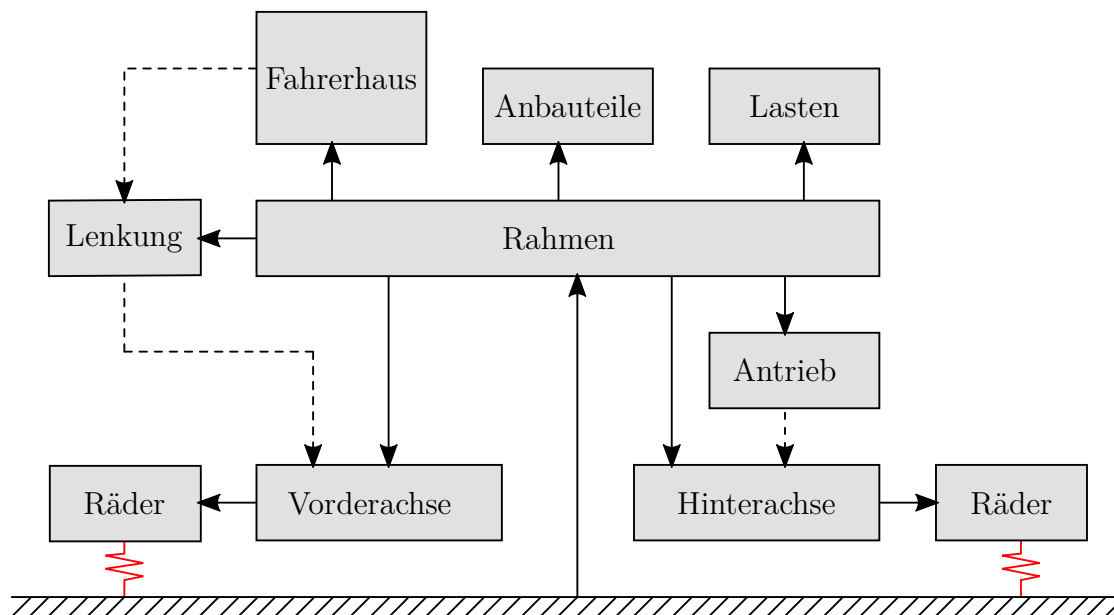 Fahrerhaus
Anbauteile
Lasten
Lenkung
Rahmen
Antrieb
Räder
Vorderachse
Hinterachse
Räder